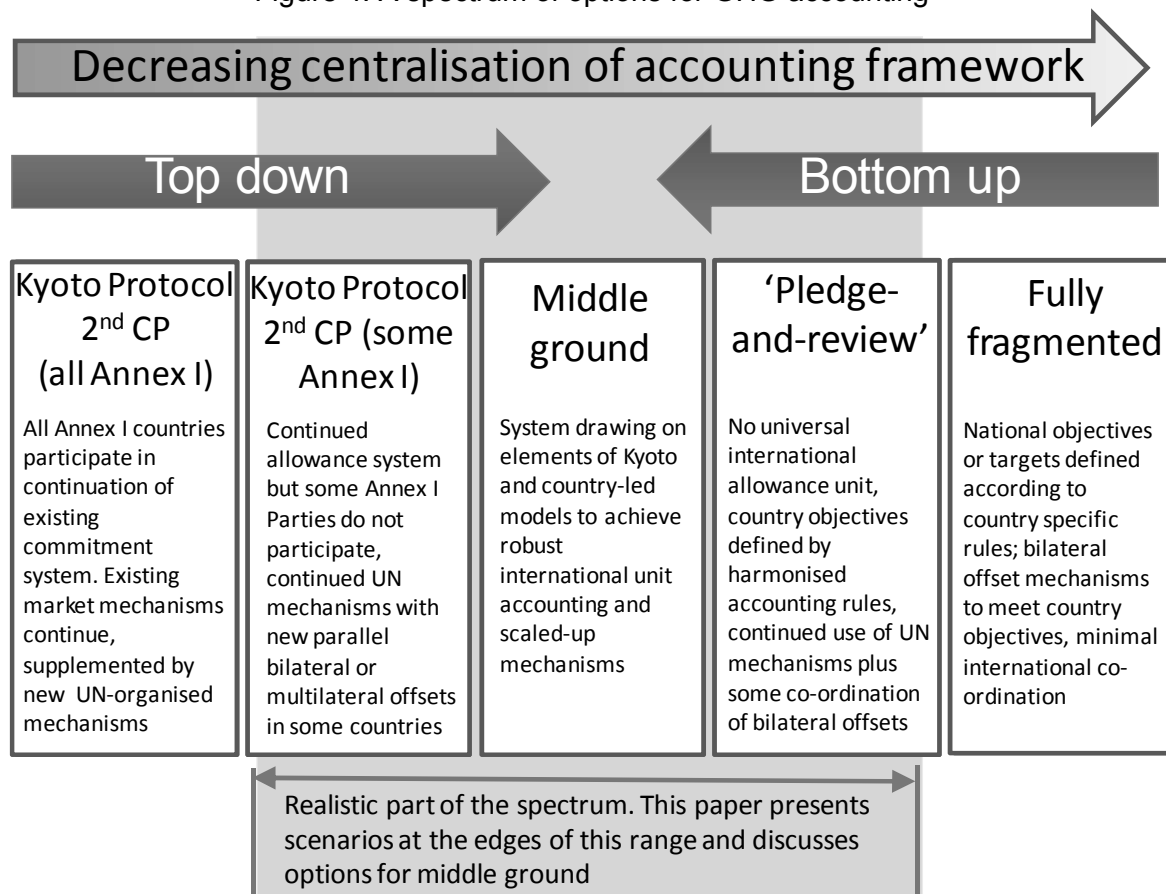 Figure 4: A spectrum of options for GHG accounting
Decreasing centralisation of accounting framework
Top down
Bottom up
Kyoto Protocol
2nd CP
(all Annex I)
All Annex I countries
participate in
continuation of
existing
commitment
system. Existing
market mechanisms
continue,
supplemented by
new UN-organised
mechanisms
Kyoto Protocol
2nd CP (some
Annex I)
Continued
allowance system
but some Annex I
Parties do not
participate,
continued UN
mechanisms with
new parallel
bilateral or
multilateral offsets
in some countries
Middle
ground
System drawing on
elements of Kyoto
and country-led
models to achieve
robust
international unit
accounting and
scaled-up
mechanisms
‘Pledge-
and-review’
No universal
international
allowance unit,
country objectives
defined by
harmonised
accounting rules,
continued use of UN
mechanisms plus
some co-ordination
of bilateral offsets
Fully
fragmented
National objectives
or targets defined
according to
country specific
rules; bilateral
offset mechanisms
to meet country
objectives, minimal
international co-
ordination
Realistic part of the spectrum. This paper presents
scenarios at the edges of this range and discusses
options for middle ground